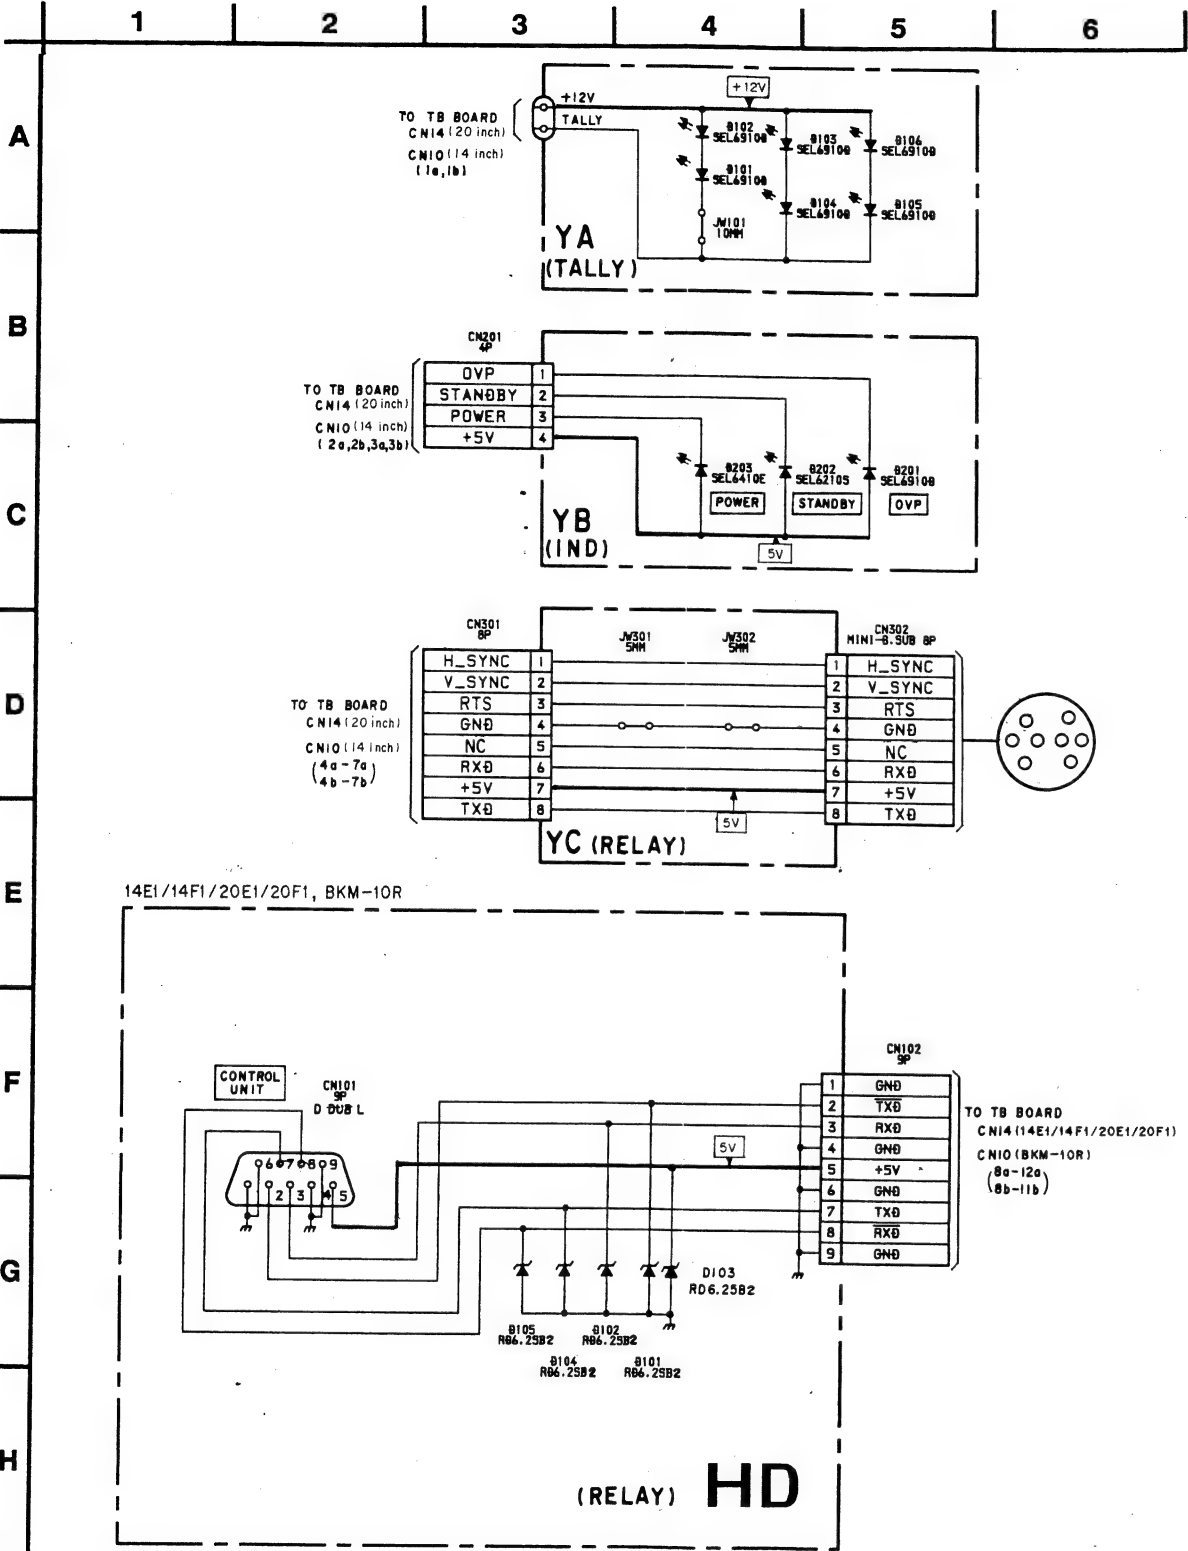 1 2 3 4 5 6
A
B
C
D
E
F
G
H
+12V
TO TB BOARD
CN14 (20 inch)
CN10 (14 inch)
(1a,1b)
+12V
TALLY
D102
SEL6910D
D103
SEL6910D
D106
SEL6910D
D101
SEL6910D
D104
SEL6910D
D105
SEL6910D
JW101
10MM
YA
(TALLY)
CN201
4P
TO TB BOARD
CN14 (20 inch)
CN10 (14 inch)
(2a,2b,3a,3b)
OVP 1
STANDBY 2
POWER 3
+5V 4
D203
SEL6410E
POWER
D202
SEL6210S
STANDBY
D201
SEL6910D
OVP
YB
(IND)
5V
CN301
8P
JW301
5MM
JW302
5MM
CN302
MINI-D.SUB 8P
TO TB BOARD
CN14 (20 inch)
CN10 (14 inch)
(4a-7a
4b-7b)
H_SYNC 1 1 H_SYNC
V_SYNC 2 2 V_SYNC
RTS 3 3 RTS
GND 4 4 GND
NC 5 5 NC
RXD 6 6 RXD
+5V 7 7 +5V
TXD 8 8 TXD
5V
YC (RELAY)
14E1/14F1/20E1/20F1, BKM-10R
CONTROL
UNIT
CN101
9P
D DUB L
6 7 8 9
2 3 4 5
CN102
9P
1 GND
2 TXD
3 RXD
4 GND
5 +5V
6 GND
7 TXD
8 RXD
9 GND
5V
TO TB BOARD
CN14 (14E1/14F1/20E1/20F1)
CN10 (BKM-10R)
(8a-12a
8b-11b)
D103
RD6.2SB2
D105
RD6.2SB2
D102
RD6.2SB2
D104
RD6.2SB2
D101
RD6.2SB2
(RELAY) HD